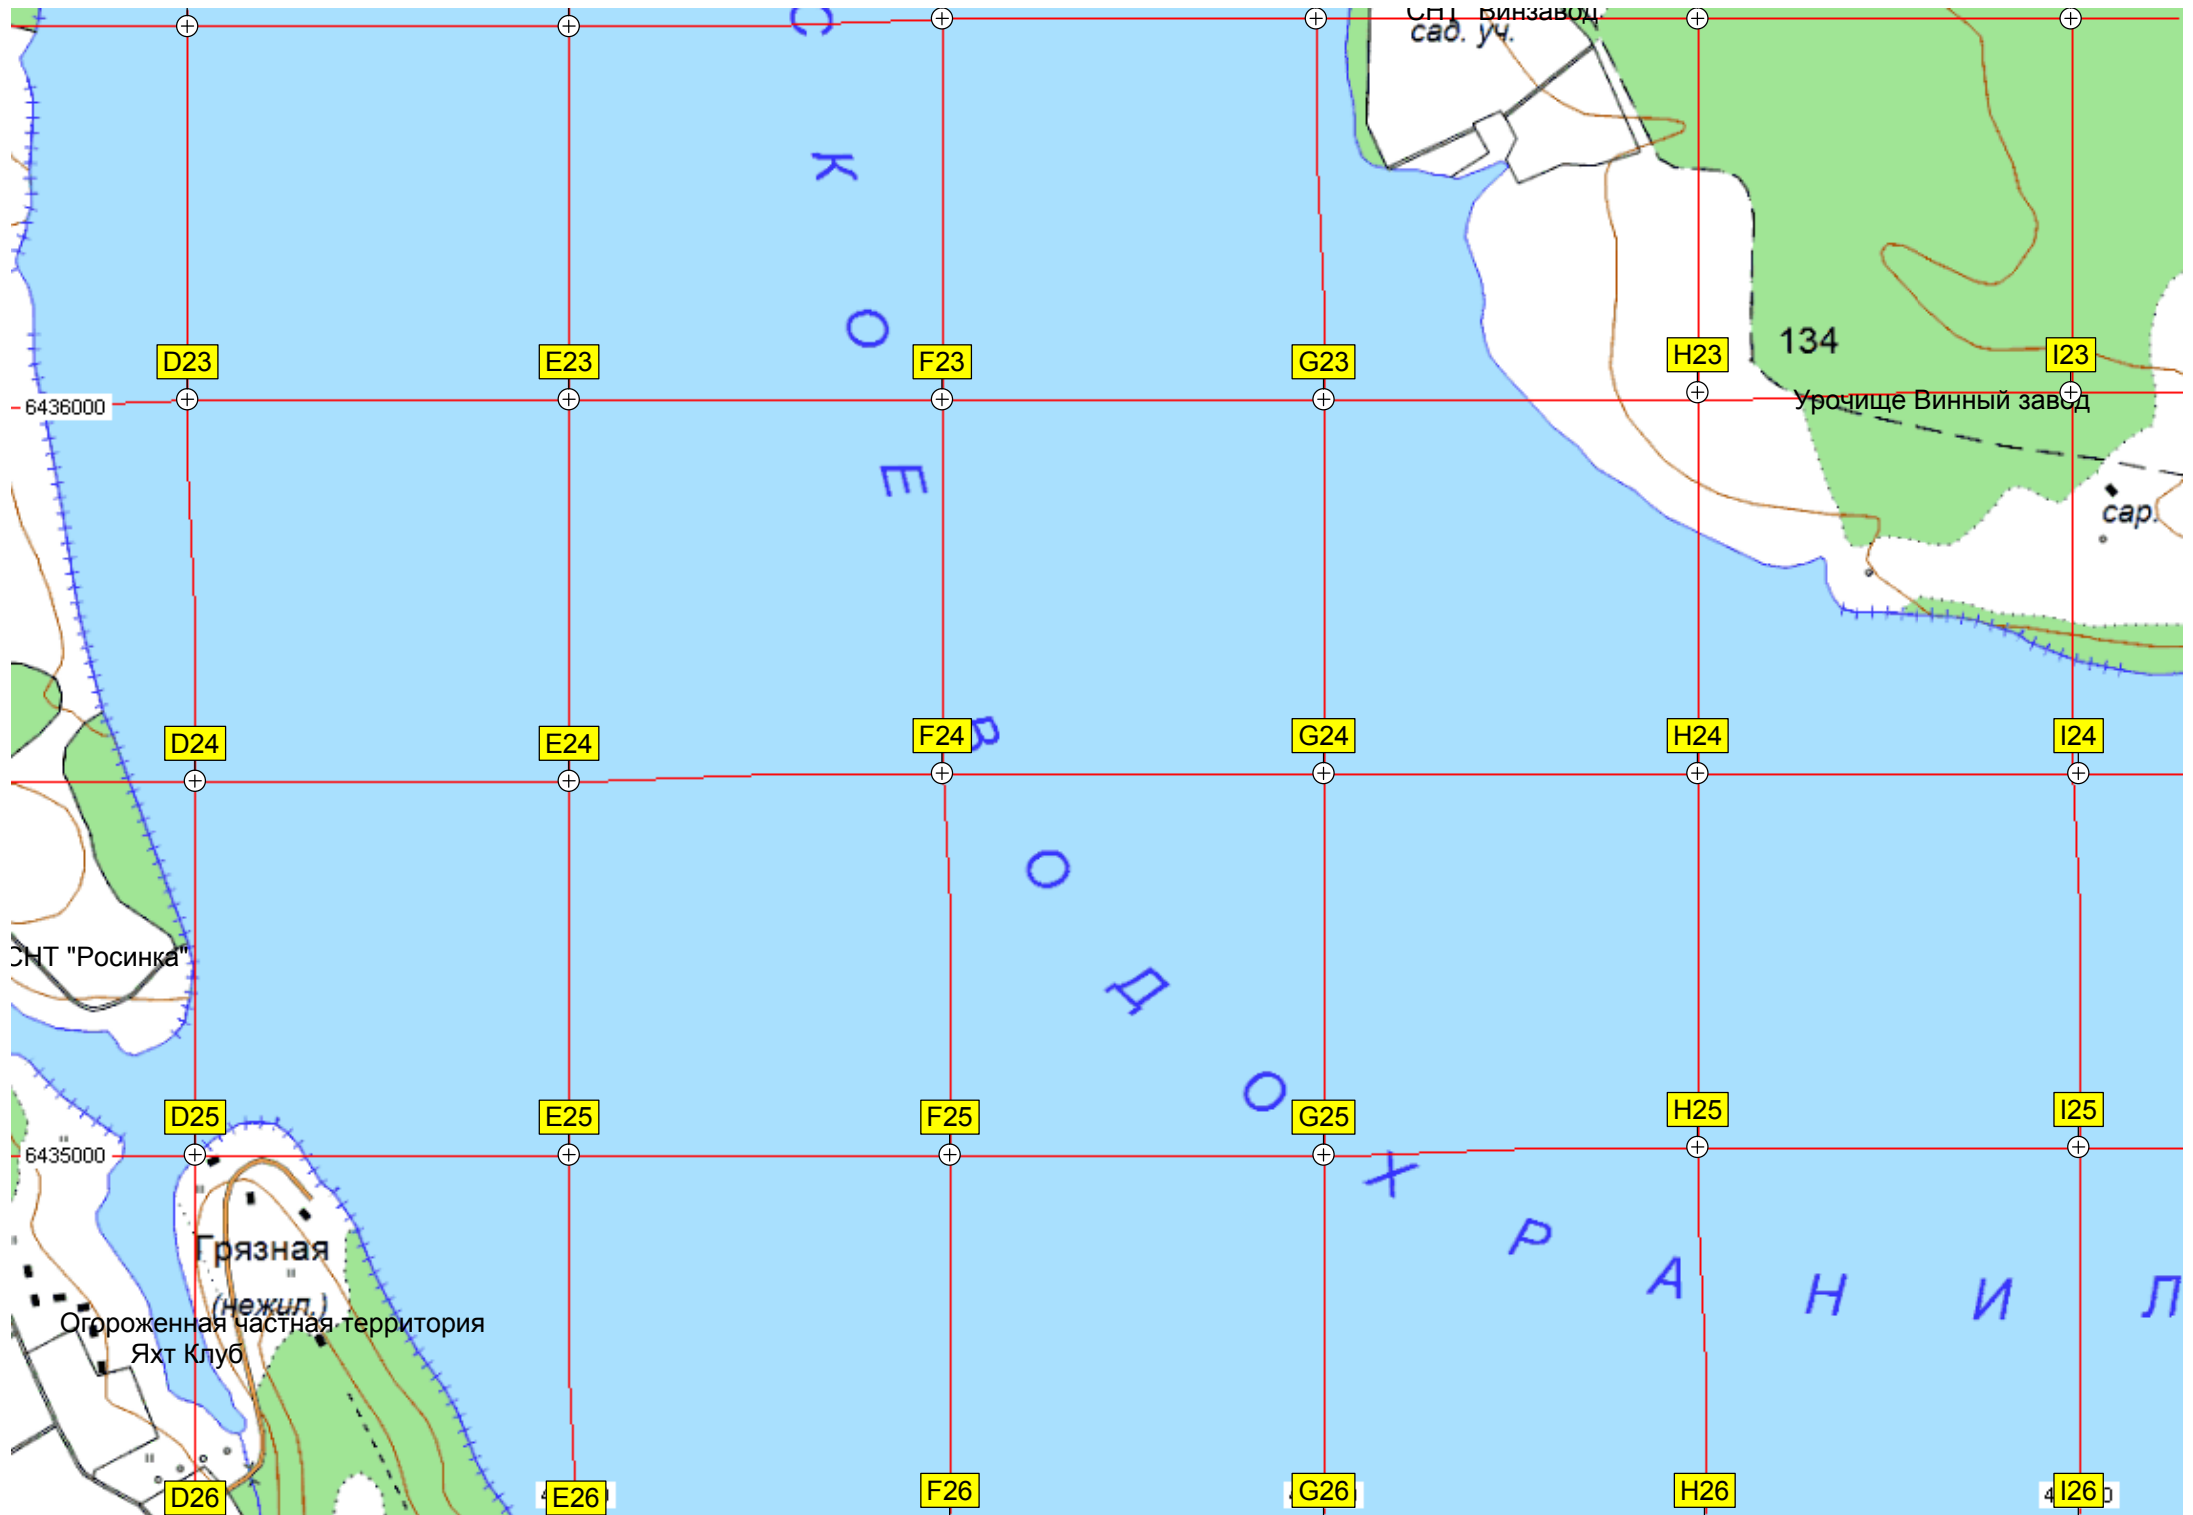 СНТ "Винзавод"
сад. уч.
С
К
О
Е
134
D23
E23
F23
G23
H23
I23
6436000
Урочище Винный завод
сар.
D24
E24
F24
В
G24
H24
I24
О
СНТ "Росинка"
Д
О
D25
E25
F25
G25
H25
I25
6435000
Х
Р
А
Н
И
Л
Грязная
(нежил.)
Огороженная частная территория
Яхт Клуб
D26
E26
F26
G26
H26
I26